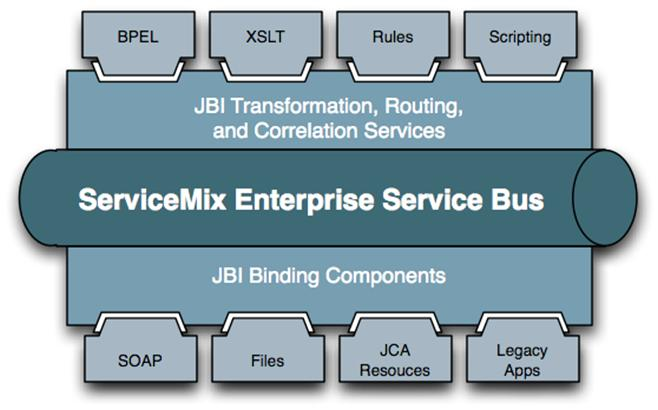 BPEL
XSLT
Rules
Scripting
JBI Transformation, Routing,
and Correlation Services
ServiceMix Enterprise Service Bus
JBI Binding Components
SOAP
Files
JCA
Resouces
Legacy
Apps